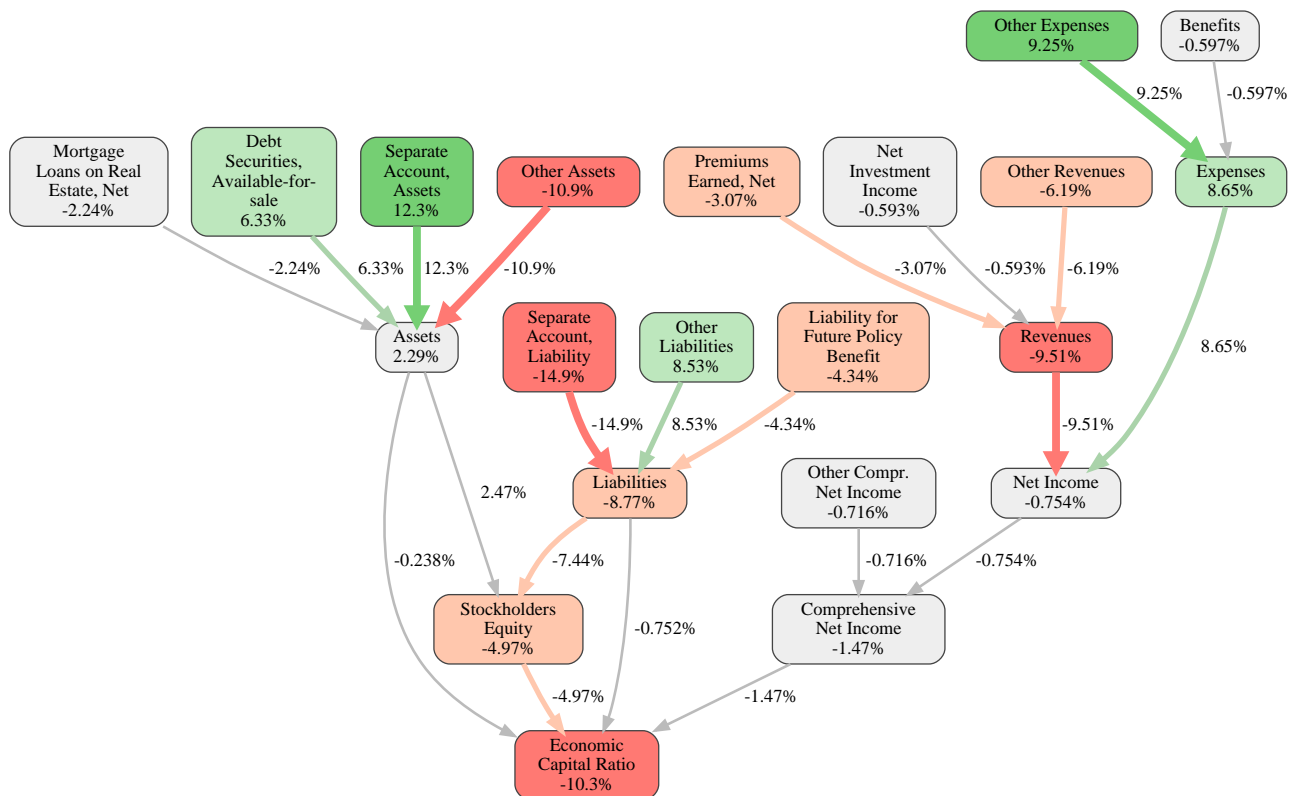 Other Expenses
9.25%
Benefits
-0.597%
9.25%
-0.597%
Mortgage
Loans on Real
Estate, Net
-2.24%
Debt
Securities,
Available-for-
sale
6.33%
Separate
Account,
Assets
12.3%
Other Assets
-10.9%
Premiums
Earned, Net
-3.07%
Net
Investment
Income
-0.593%
Other Revenues
-6.19%
Expenses
8.65%
-2.24%
6.33%
12.3%
-10.9%
-3.07%
-0.593%
-6.19%
Assets
2.29%
Separate
Account,
Liability
-14.9%
Other
Liabilities
8.53%
Liability for
Future Policy
Benefit
-4.34%
Revenues
-9.51%
8.65%
-14.9%
8.53%
-4.34%
-9.51%
2.47%
Liabilities
-8.77%
Other Compr.
Net Income
-0.716%
Net Income
-0.754%
-0.238%
-7.44%
-0.716%
-0.754%
Stockholders
Equity
-4.97%
-0.752%
Comprehensive
Net Income
-1.47%
-4.97%
-1.47%
Economic
Capital Ratio
-10.3%